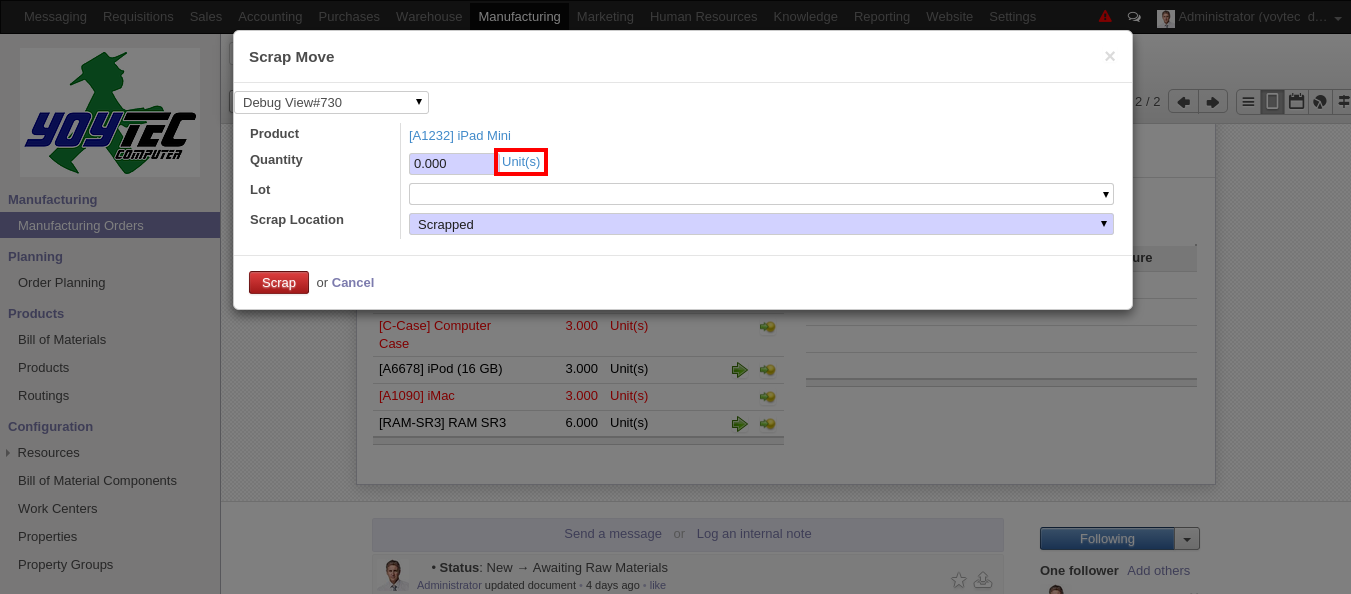 Messaging Requisitions Sales Accounting Purchases Warehouse Manufacturing Marketing Human Resources Knowledge Reporting Website Settings Administrator (yoytec_d...
YOYTEC
COMPUTER
Scrap Move ×
Debug View#730
2 / 2
Product [A1232] iPad Mini
Quantity 0.000 Unit(s)
Lot
Scrap Location Scrapped
Scrap or Cancel
Manufacturing
Manufacturing Orders
Planning
Order Planning
Products
Bill of Materials
Products
Routings
Configuration
Resources
Bill of Material Components
Work Centers
Properties
Property Groups
ure
[C-Case] Computer Case 3.000 Unit(s)
[A6678] iPod (16 GB) 3.000 Unit(s)
[A1090] iMac 3.000 Unit(s)
[RAM-SR3] RAM SR3 6.000 Unit(s)
Send a message or Log an internal note
Following
• Status: New → Awaiting Raw Materials
Administrator updated document • 4 days ago • like
One follower Add others